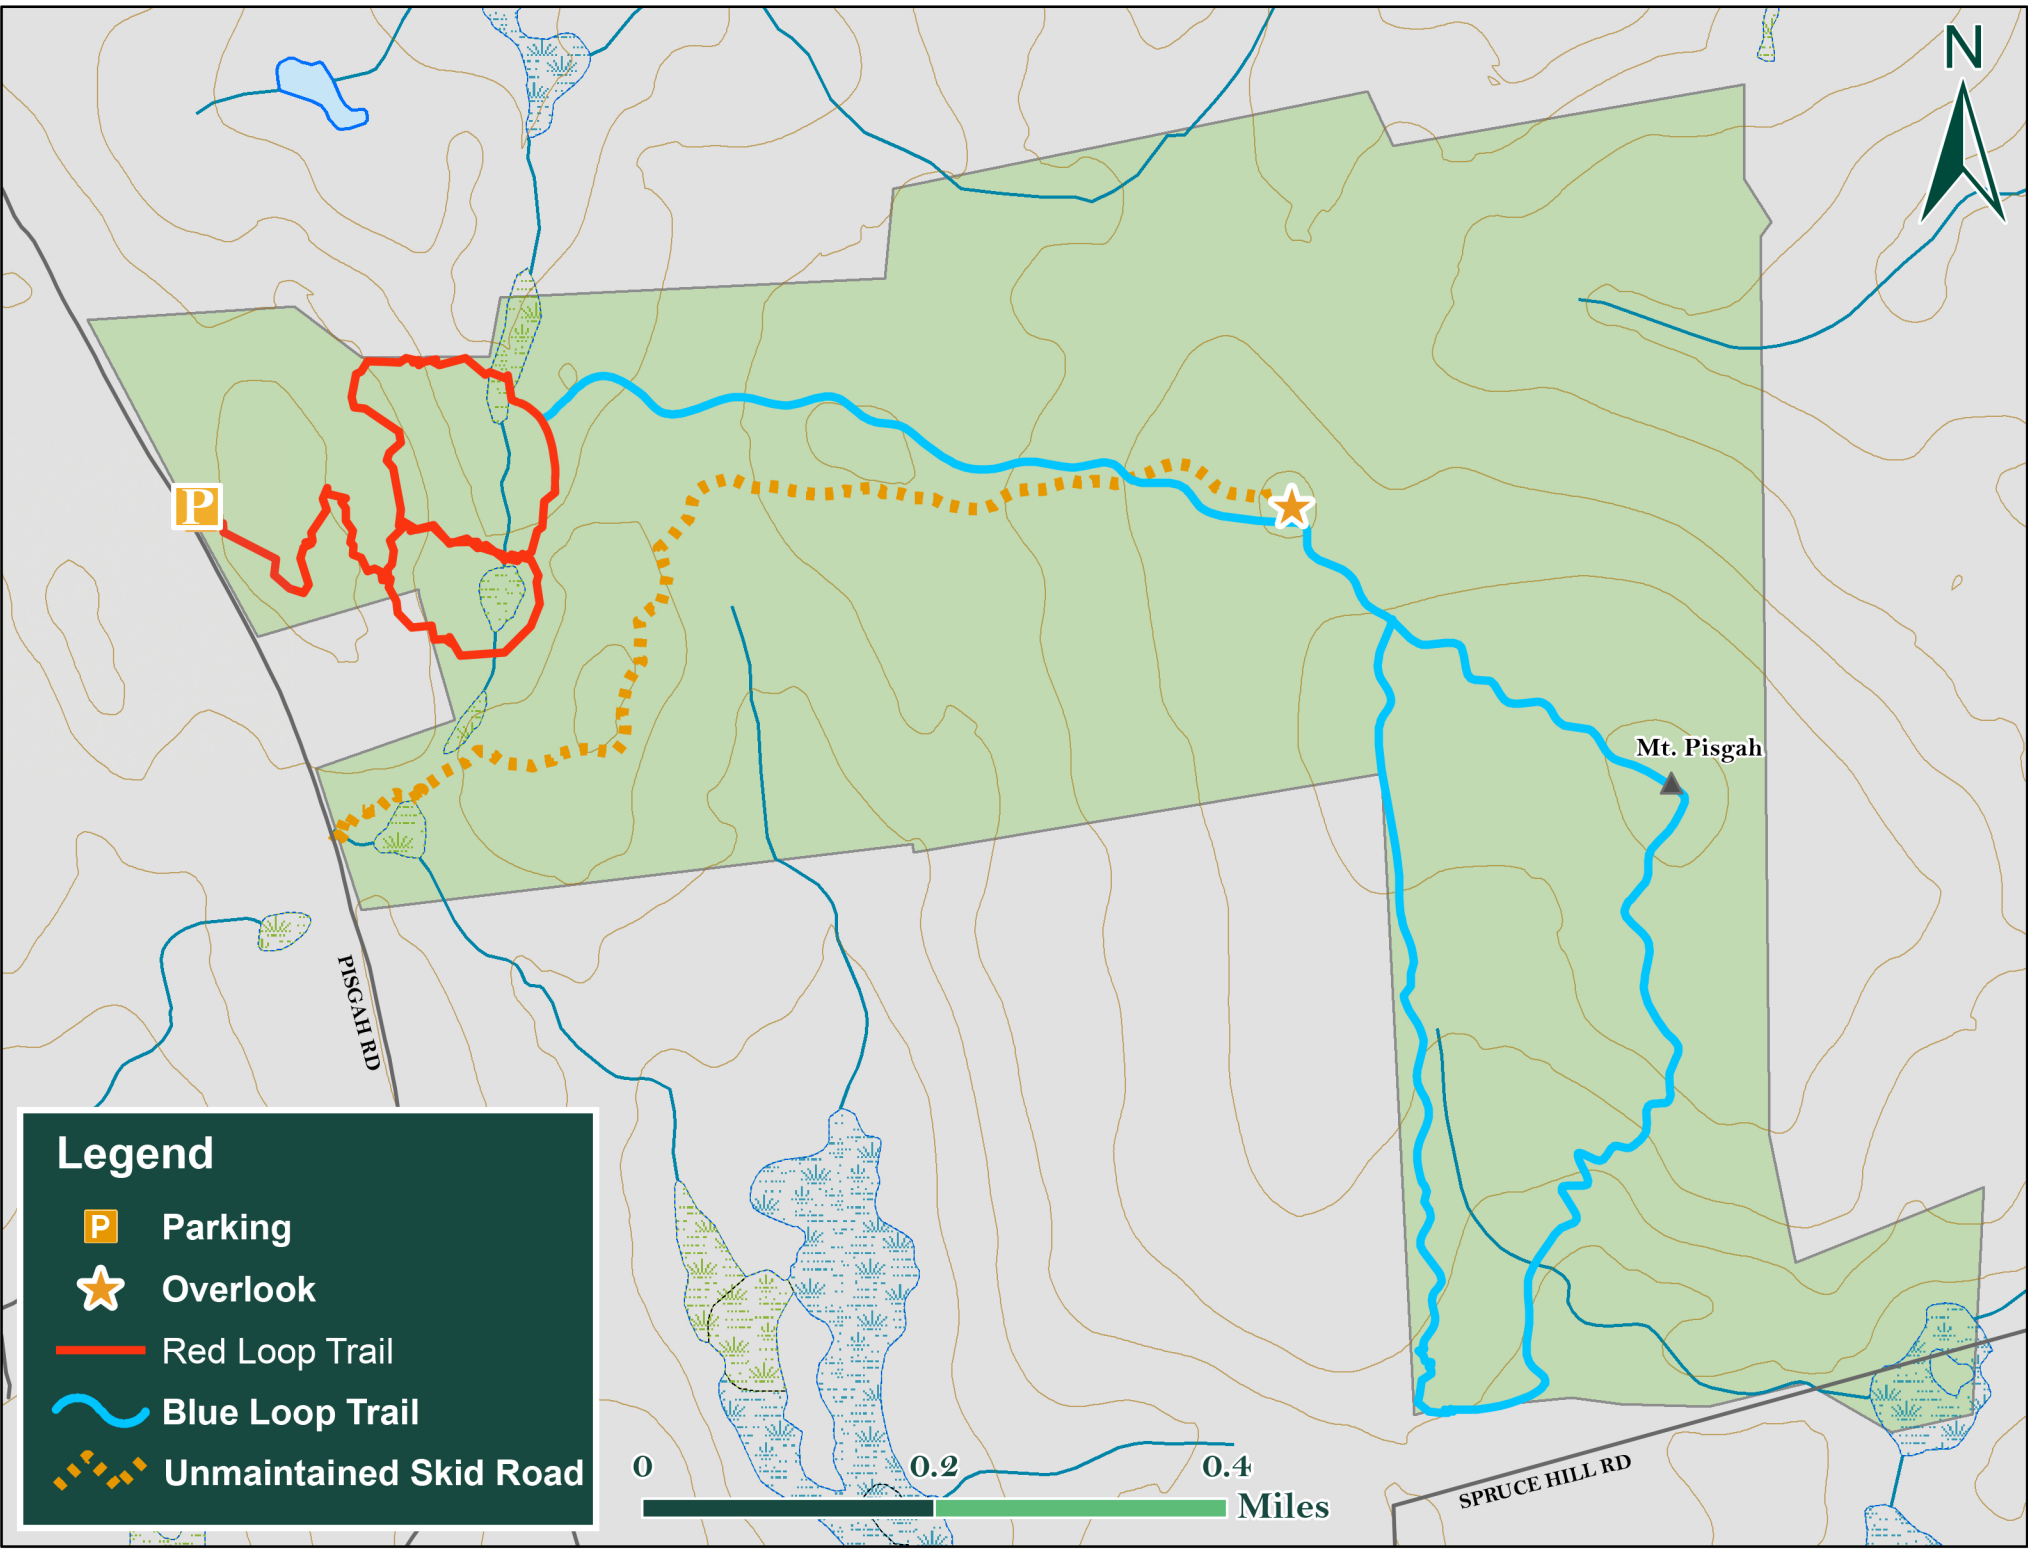 N
P
Mt. Pisgah
PISGAH RD
Legend
P Parking
Overlook
Red Loop Trail
Blue Loop Trail
Unmaintained Skid Road
0 0.2 0.4
Miles
SPRUCE HILL RD